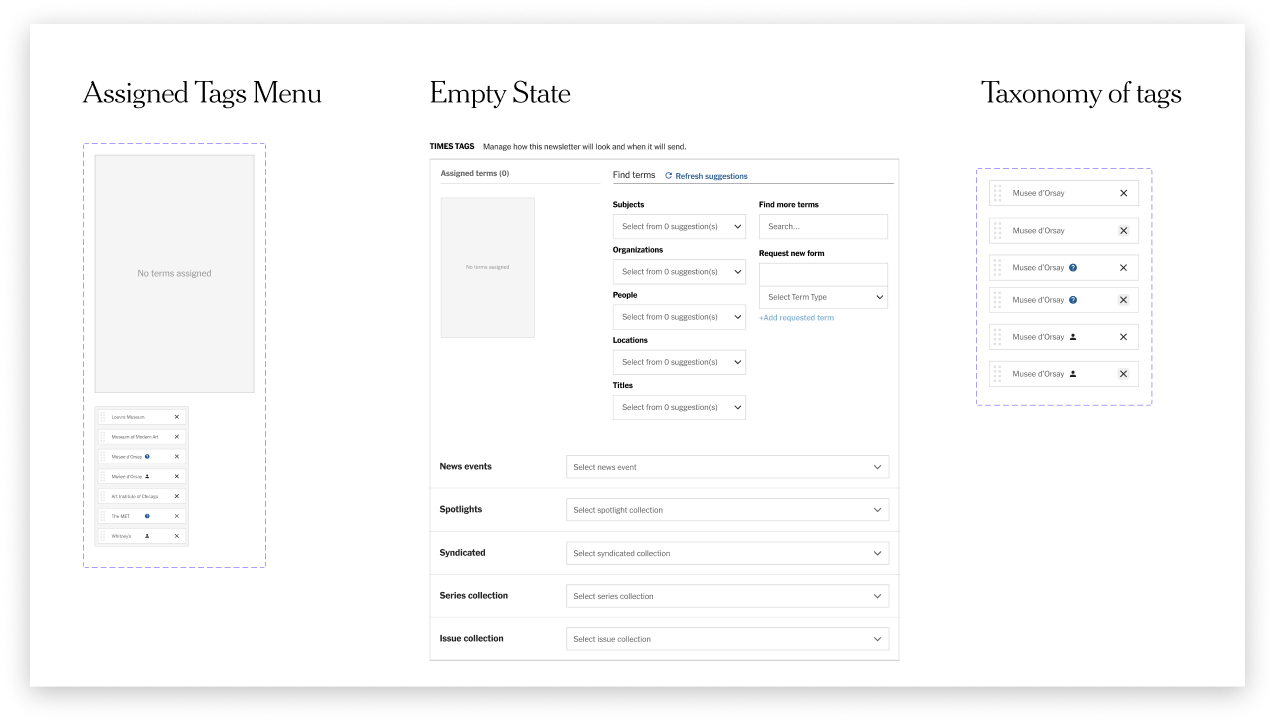 Assigned Tags Menu
No terms assigned
Louvre Museum
Museum of Modern Art
Musee d'Orsay
Musee d'Orsay
Art Institute of Chicago
The MET
Whitney's
Empty State
TIMES TAGS Manage how this newsletter will look and when it will send.
Assigned terms (0)
No terms assigned
Find terms Refresh suggestions
Subjects
Select from 0 suggestion(s)
Organizations
Select from 0 suggestion(s)
People
Select from 0 suggestion(s)
Locations
Select from 0 suggestion(s)
Titles
Select from 0 suggestion(s)
Find more terms
Search...
Request new form
Select Term Type
+Add requested term
News events Select news event
Spotlights Select spotlight collection
Syndicated Select syndicated collection
Series collection Select series collection
Issue collection Select issue collection
Taxonomy of tags
Musee d'Orsay
Musee d'Orsay
Musee d'Orsay ?
Musee d'Orsay ?
Musee d'Orsay
Musee d'Orsay